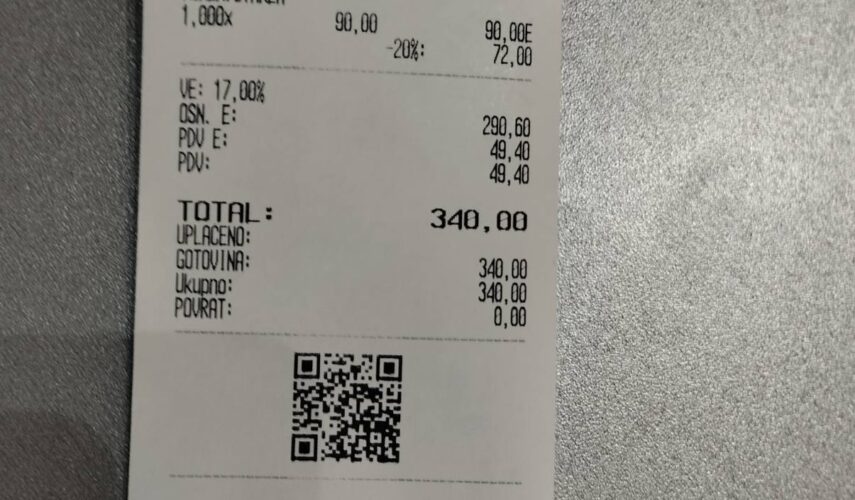 1,000x 90,00 90,00E
-20%: 72,00
VE: 17,00%
OSN. E: 290,60
PDV E: 49,40
PDV: 49,40
TOTAL: 340,00
UPLAĆENO:
GOTOVINA: 340,00
Ukupno: 340,00
POVRAT: 0,00